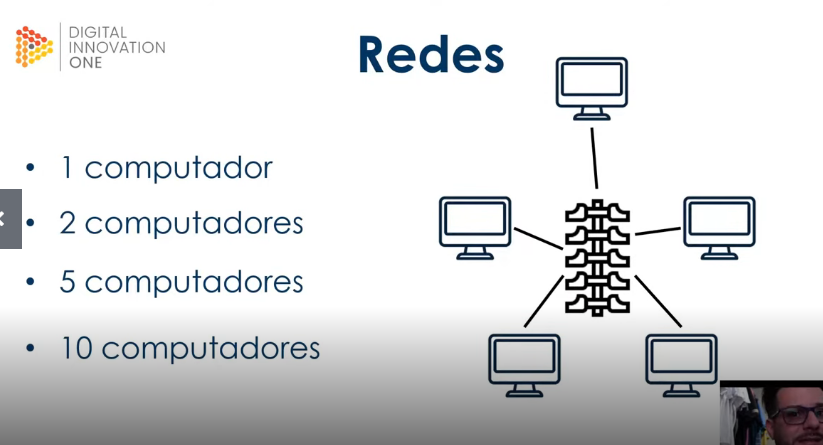 DIGITAL
INNOVATION
ONE
Redes
• 1 computador
• 2 computadores
• 5 computadores
• 10 computadores